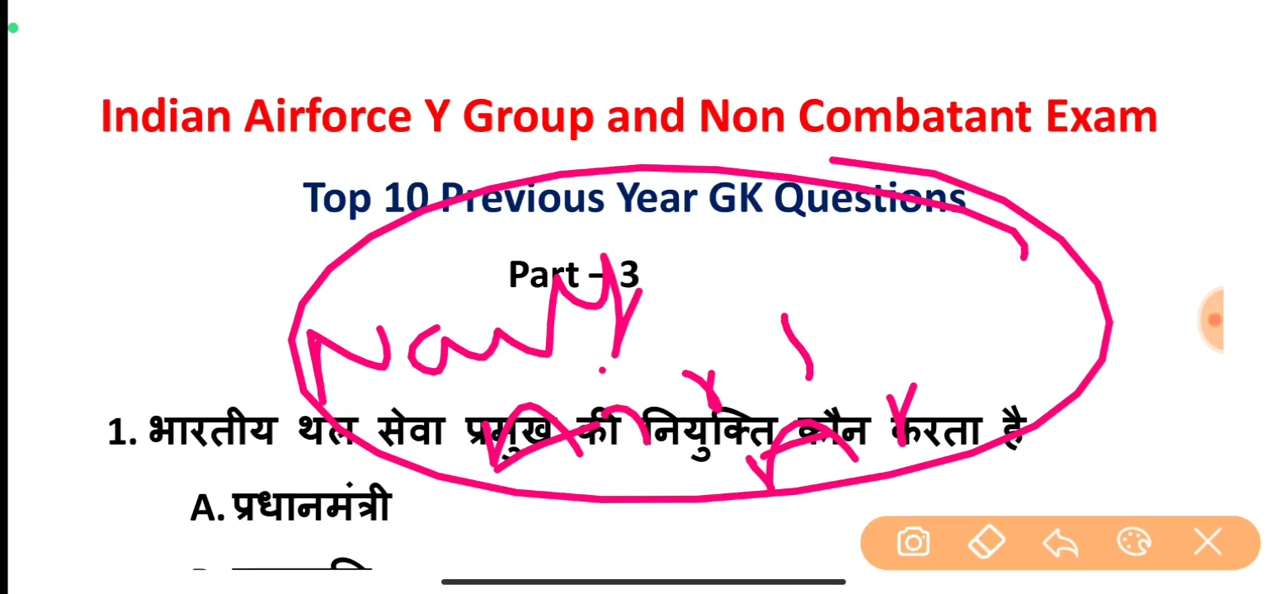 Indian Airforce Y Group and Non Combatant Exam
Top 10 Previous Year GK Questions
Part – 3
Navy
1. भारतीय थल सेवा प्रमुख की नियुक्ति कौन करता है
A. प्रधानमंत्री